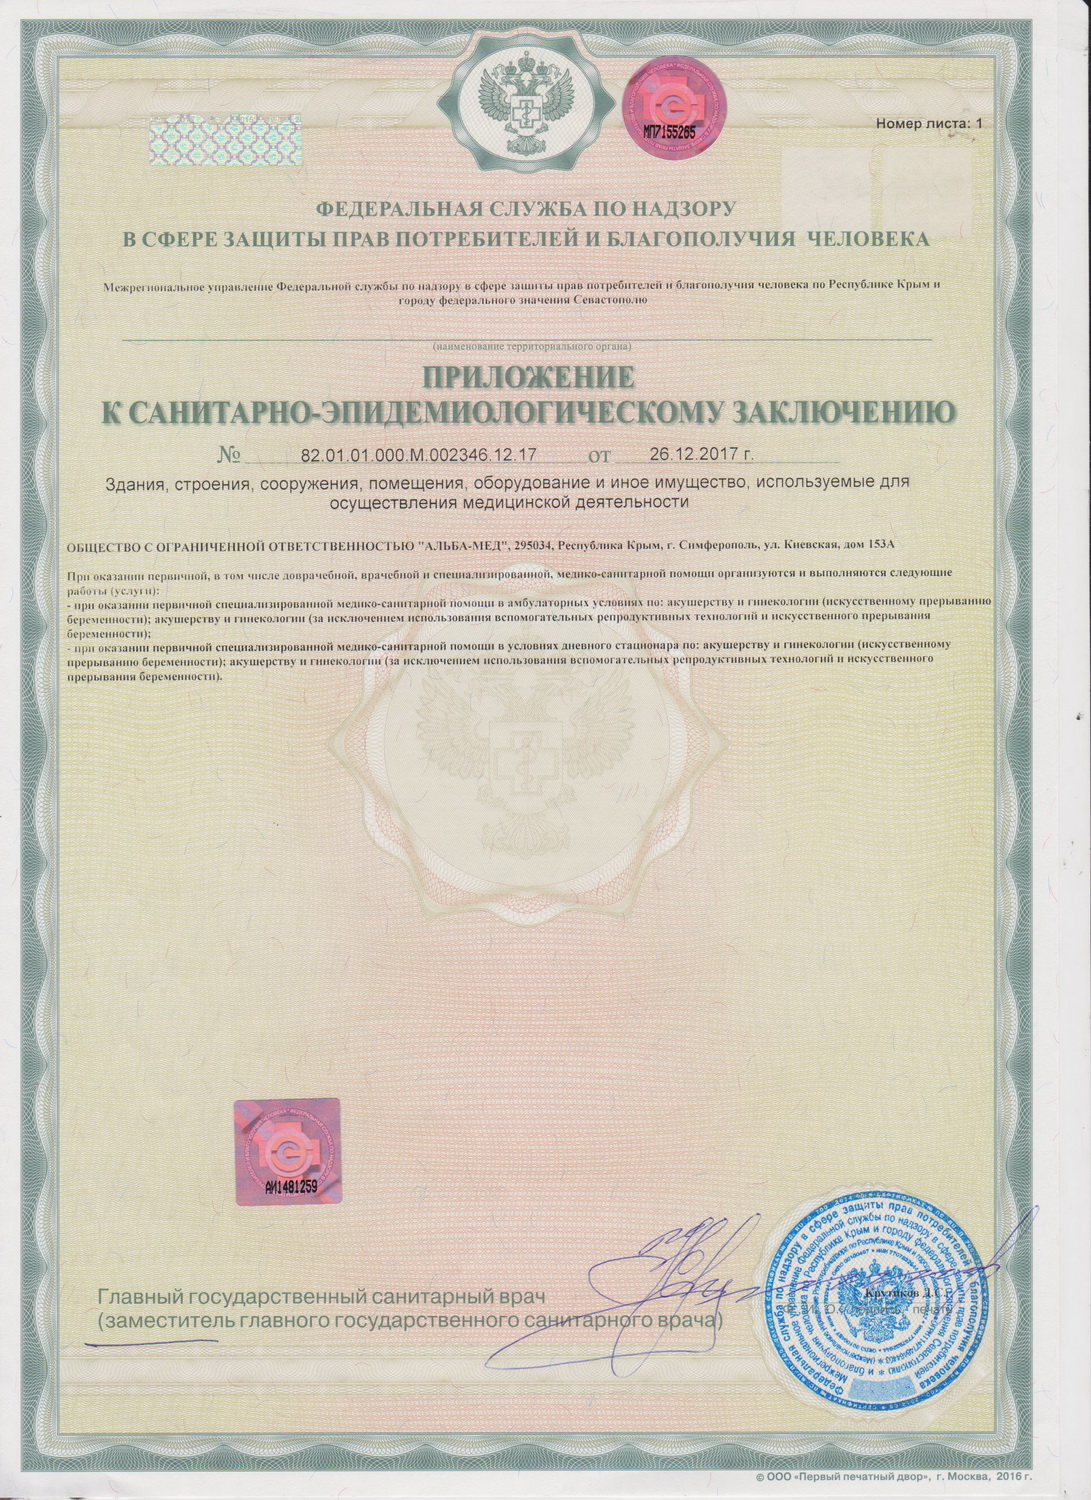 МП7155265
Номер листа: 1
ФЕДЕРАЛЬНАЯ СЛУЖБА ПО НАДЗОРУ
В СФЕРЕ ЗАЩИТЫ ПРАВ ПОТРЕБИТЕЛЕЙ И БЛАГОПОЛУЧИЯ ЧЕЛОВЕКА
Межрегиональное управление Федеральной службы по надзору в сфере защиты прав потребителей и благополучия человека по Республике Крым и
городу федерального значения Севастополю
(наименование территориального органа)
ПРИЛОЖЕНИЕ
К САНИТАРНО-ЭПИДЕМИОЛОГИЧЕСКОМУ ЗАКЛЮЧЕНИЮ
№ 82.01.01.000.М.002346.12.17 от 26.12.2017 г.
Здания, строения, сооружения, помещения, оборудование и иное имущество, используемые для
осуществления медицинской деятельности
ОБЩЕСТВО С ОГРАНИЧЕННОЙ ОТВЕТСТВЕННОСТЬЮ "АЛЬБА-МЕД", 295034, Республика Крым, г. Симферополь, ул. Киевская, дом 153А
При оказании первичной, в том числе доврачебной, врачебной и специализированной, медико-санитарной помощи организуются и выполняются следующие
работы (услуги):
- при оказании первичной специализированной медико-санитарной помощи в амбулаторных условиях по: акушерству и гинекологии (искусственному прерыванию
беременности); акушерству и гинекологии (за исключением использования вспомогательных репродуктивных технологий и искусственного прерывания
беременности);
- при оказании первичной специализированной медико-санитарной помощи в условиях дневного стационара по: акушерству и гинекологии (искусственному
прерыванию беременности); акушерству и гинекологии (за исключением использования вспомогательных репродуктивных технологий и искусственного
прерывания беременности).
АИ1481259
Главный государственный санитарный врач
(заместитель главного государственного санитарного врача)
Крутиков Д.С.
© ООО «Первый печатный двор», г. Москва, 2016 г.